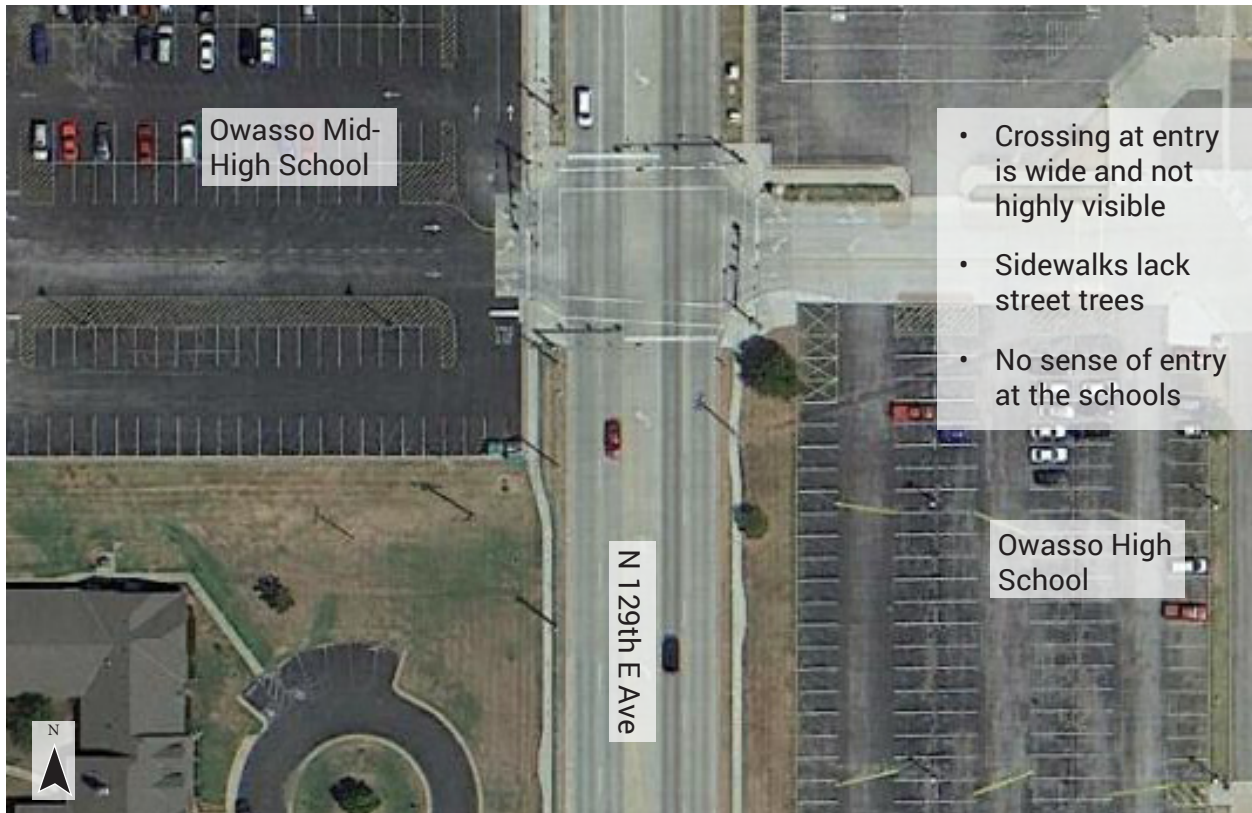 Owasso Mid-
High School
• Crossing at entry
is wide and not
highly visible
• Sidewalks lack
street trees
• No sense of entry
at the schools
Owasso High
School
N 129th E Ave
N